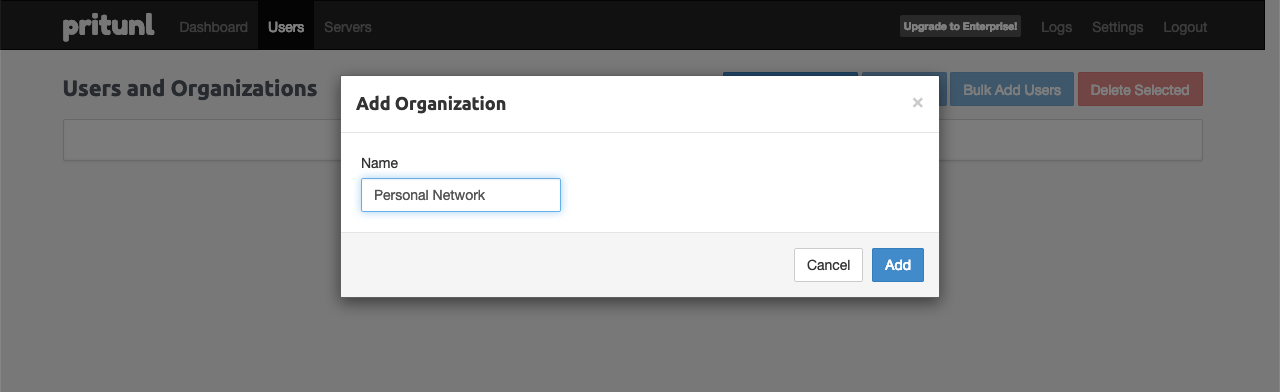 pritunl Dashboard Users Servers Upgrade to Enterprise! Logs Settings Logout
Users and Organizations Bulk Add Users Delete Selected
Add Organization ×
Name
Personal Network
Cancel Add